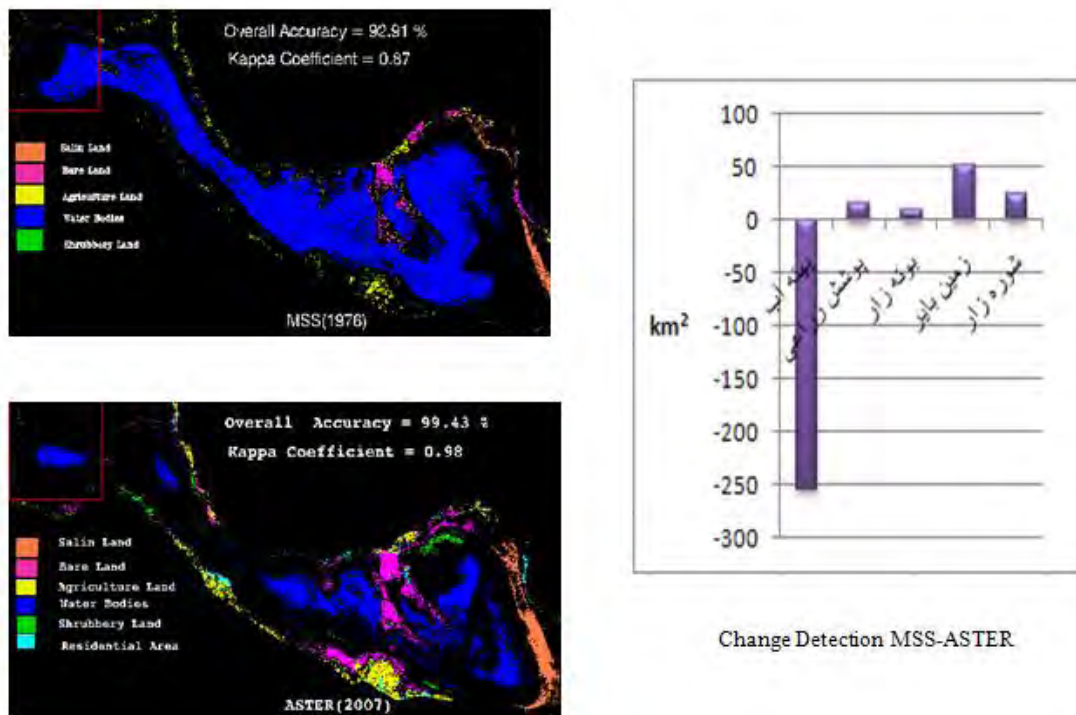 Overall Accuracy = 92.91 %
Kappa Coefficient = 0.87
Salin Land
Bare Land
Agriculture Land
Water Bodies
Shrubbery Land
MSS(1976)
Overall Accuracy = 99.43 %
Kappa Coefficient = 0.98
Salin Land
Bare Land
Agriculture Land
Water Bodies
Shrubbery Land
Residential Area
ASTER(2007)
100
50
0
-50
-100
-150
-200
-250
-300
km²
پهنه آب
پوشش زراعی
بوته زار
زمین بایر
شوره زار
Change Detection MSS-ASTER